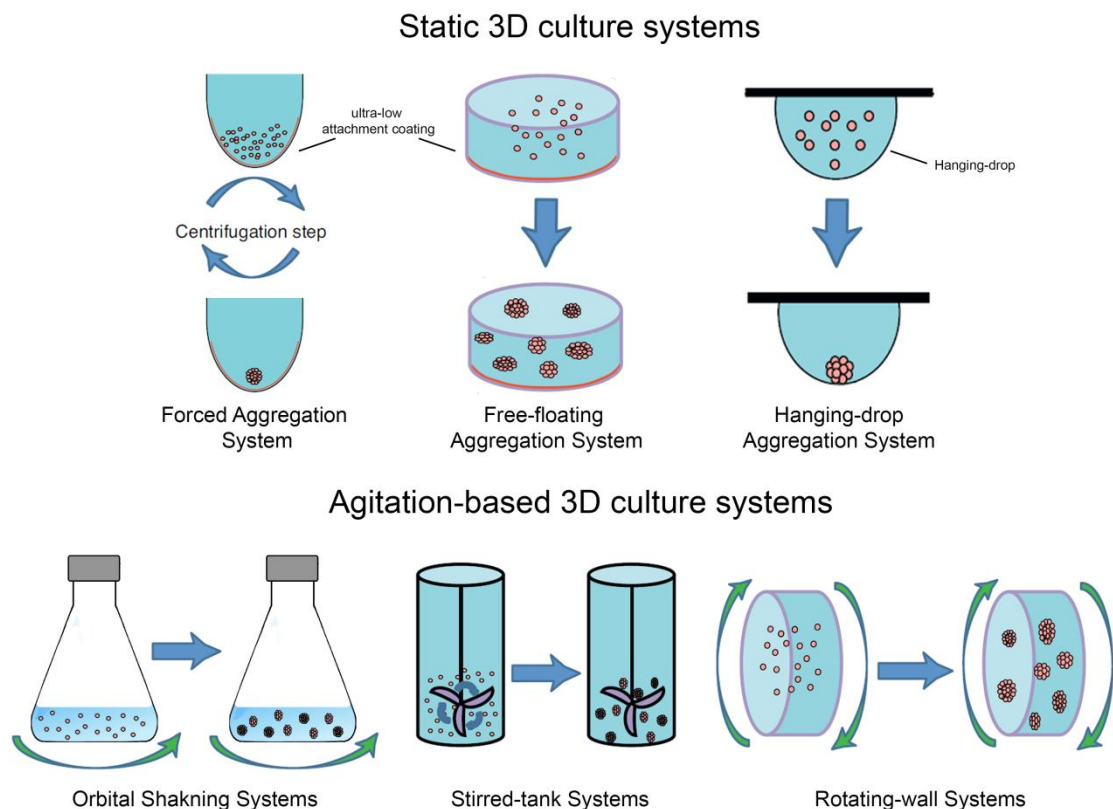 Static 3D culture systems
ultra-low
attachment coating
Hanging-drop
Centrifugation step
Forced Aggregation
System
Free-floating
Aggregation System
Hanging-drop
Aggregation System
Agitation-based 3D culture systems
Orbital Shakning Systems
Stirred-tank Systems
Rotating-wall Systems